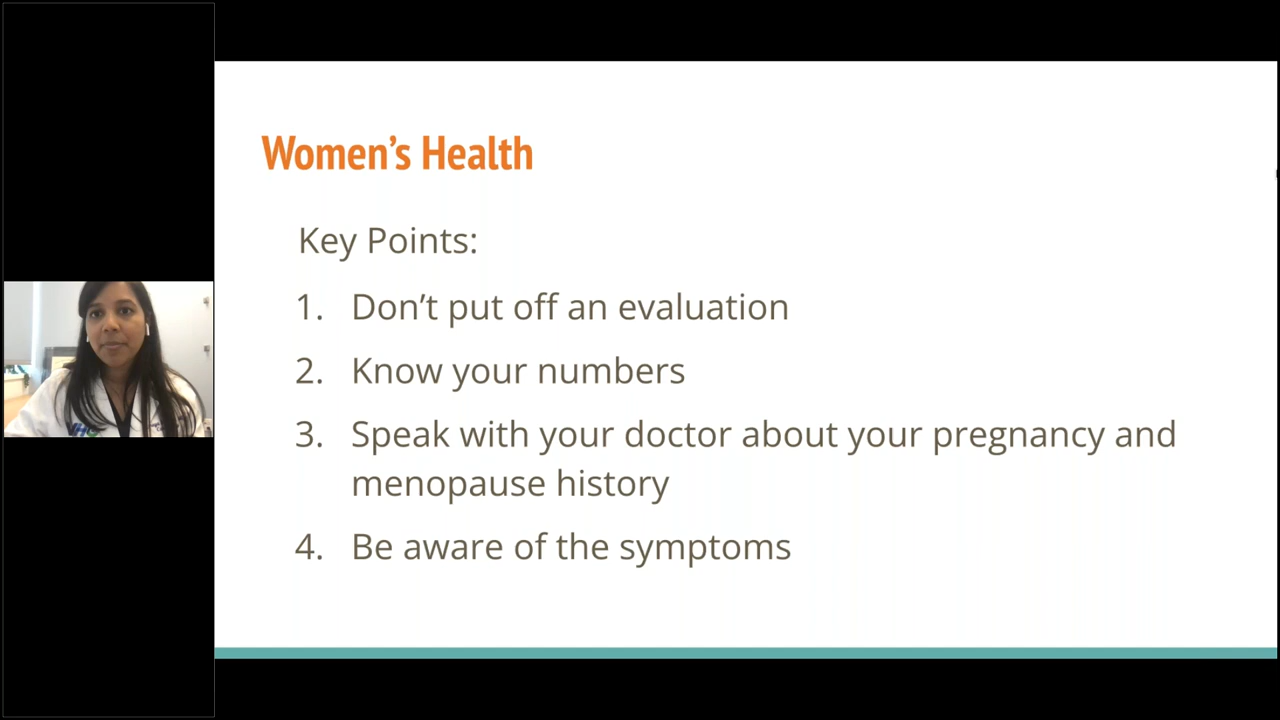 Women’s Health
Key Points:
1. Don’t put off an evaluation
2. Know your numbers
3. Speak with your doctor about your pregnancy and
menopause history
4. Be aware of the symptoms